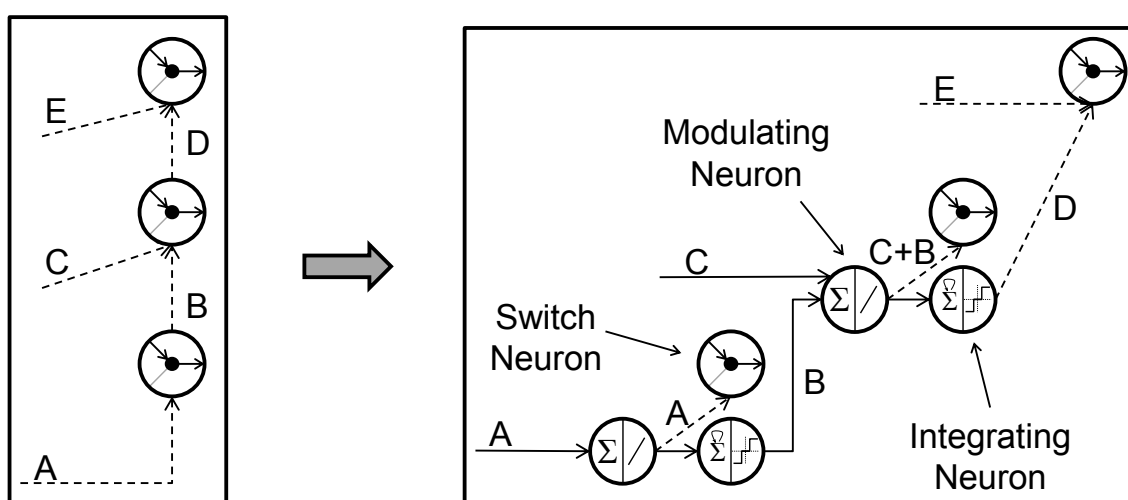 E
D
C
B
A
E
Modulating
Neuron
D
C
C+B
Σ
Σ
Switch
Neuron
B
A
A
Σ
Σ
Integrating
Neuron